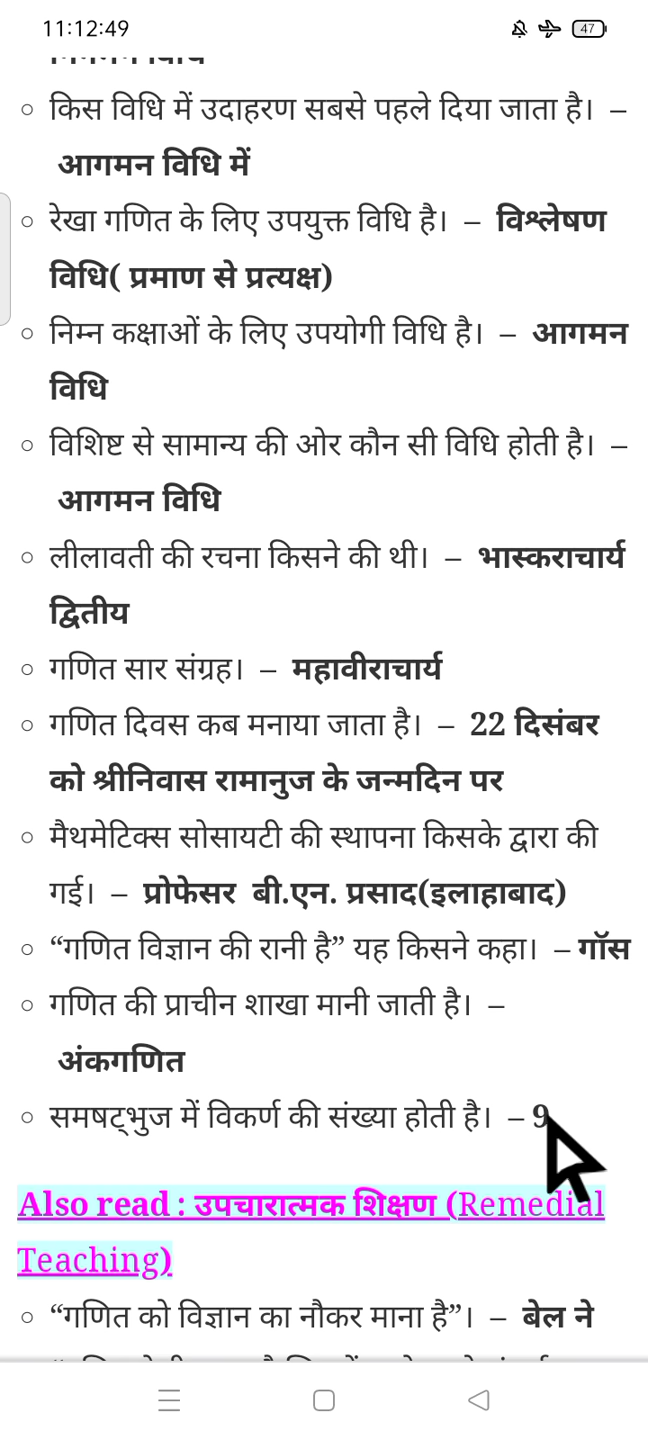 11:12:49
47
○ किस विधि में उदाहरण सबसे पहले दिया जाता है। –
आगमन विधि में
○ रेखा गणित के लिए उपयुक्त विधि है। – विश्लेषण
विधि( प्रमाण से प्रत्यक्ष)
○ निम्न कक्षाओं के लिए उपयोगी विधि है। – आगमन
विधि
○ विशिष्ट से सामान्य की ओर कौन सी विधि होती है। –
आगमन विधि
○ लीलावती की रचना किसने की थी। – भास्कराचार्य
द्वितीय
○ गणित सार संग्रह। – महावीराचार्य
○ गणित दिवस कब मनाया जाता है। – 22 दिसंबर
को श्रीनिवास रामानुज के जन्मदिन पर
○ मैथमेटिक्स सोसायटी की स्थापना किसके द्वारा की
गई। – प्रोफेसर बी.एन. प्रसाद(इलाहाबाद)
○ “गणित विज्ञान की रानी है” यह किसने कहा। – गॉस
○ गणित की प्राचीन शाखा मानी जाती है। –
अंकगणित
○ समषट्भुज में विकर्ण की संख्या होती है। – 9
Also read : उपचारात्मक शिक्षण (Remedial
Teaching)
○ “गणित को विज्ञान का नौकर माना है”। – बेल ने